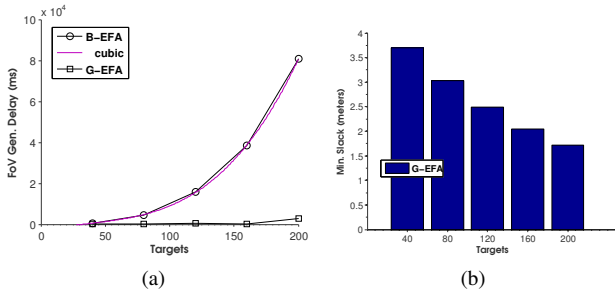 10 x 10⁴
B-EFA
cubic
G-EFA
8
6
4
2
0
FoV Gen. Delay (ms)
0 50 100 150 200
Targets
(a)
4
3.5
3
2.5
2
1.5
1
0.5
0
Min. Slack (meters)
G-EFA
40 80 120 160 200
Targets
(b)